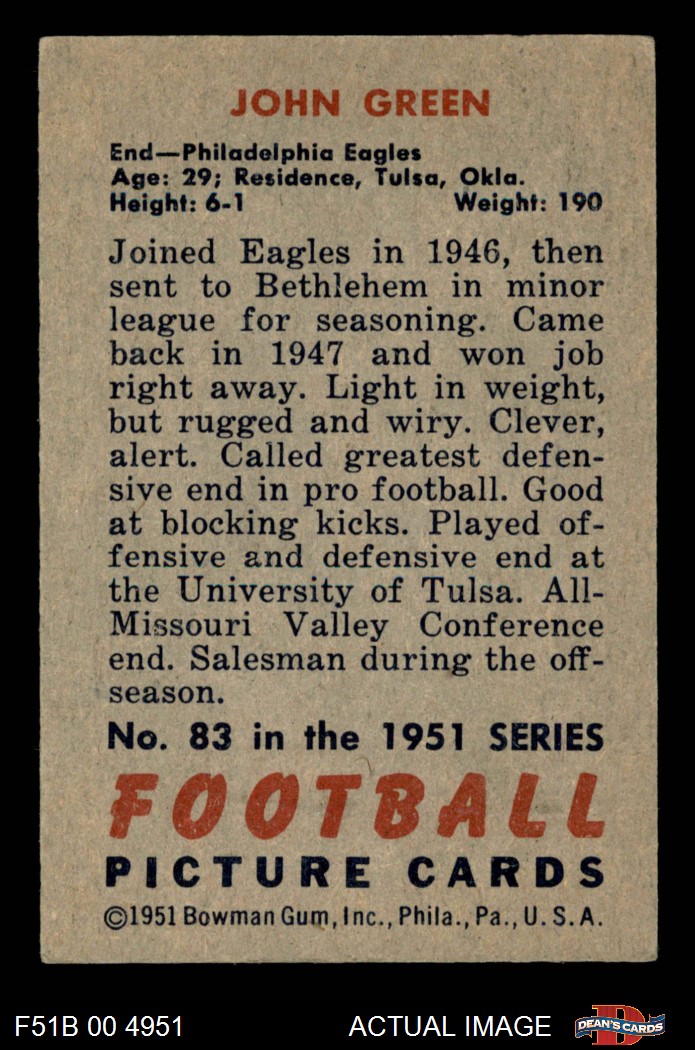 JOHN GREEN
End—Philadelphia Eagles
Age: 29; Residence, Tulsa, Okla.
Height: 6-1 Weight: 190
Joined Eagles in 1946, then
sent to Bethlehem in minor
league for seasoning. Came
back in 1947 and won job
right away. Light in weight,
but rugged and wiry. Clever,
alert. Called greatest defen-
sive end in pro football. Good
at blocking kicks. Played of-
fensive and defensive end at
the University of Tulsa. All-
Missouri Valley Conference
end. Salesman during the off-
season.
No. 83 in the 1951 SERIES
FOOTBALL
PICTURE CARDS
©1951 Bowman Gum, Inc., Phila., Pa., U. S. A.
F51B 00 4951 ACTUAL IMAGE D DEAN'S CARDS